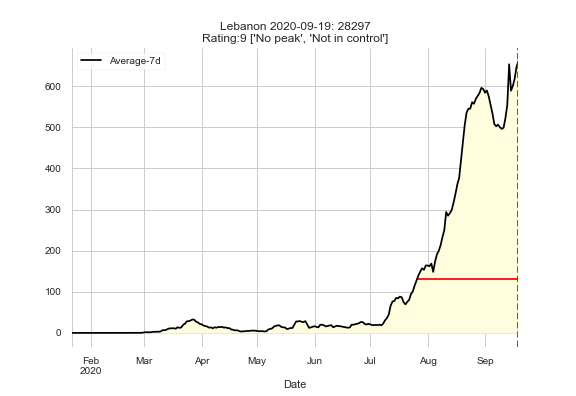 Lebanon 2020-09-19: 28297
Rating:9 ['No peak', 'Not in control']
Average-7d
600
500
400
300
200
100
0
Feb Mar Apr May Jun Jul Aug Sep
2020
Date